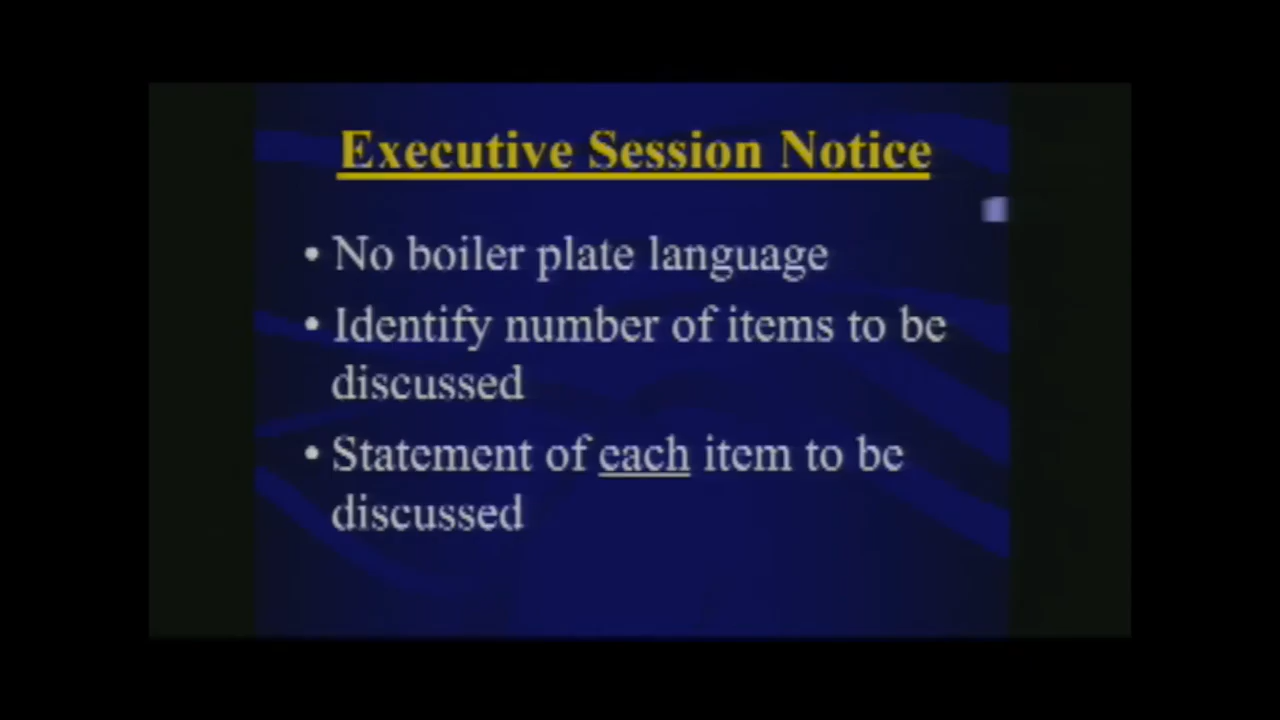 Executive Session Notice
• No boiler plate language
• Identify number of items to be
discussed
• Statement of each item to be
discussed